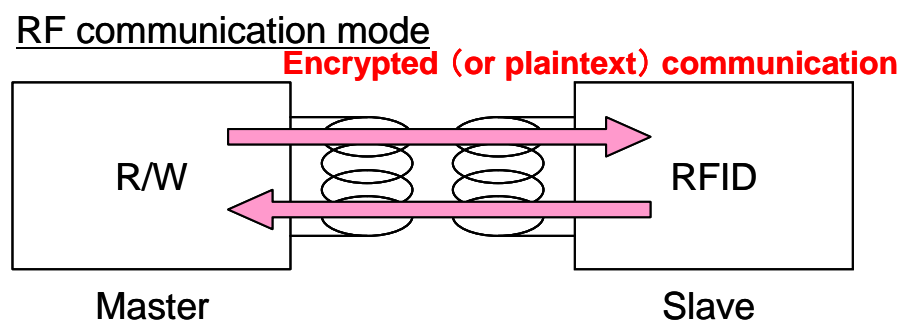 RF communication mode
Encrypted（or plaintext）communication
R/W
RFID
Master
Slave